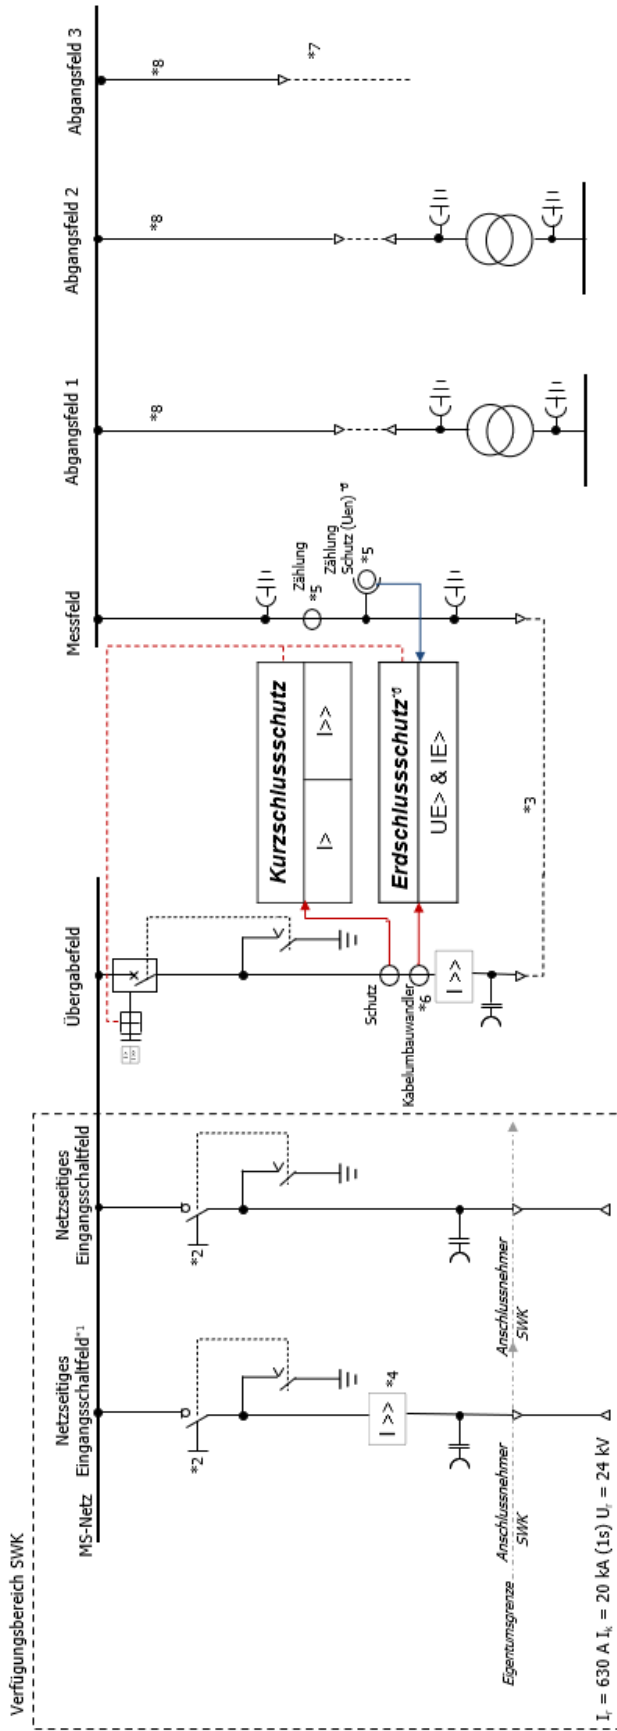 Verfügungsbereich SWK
MS-Netz
Netzseitiges
Eingangsschaltfeld*1
Netzseitiges
Eingangsschaltfeld
Übergabefeld
Messfeld
Abgangsfeld 1
Abgangsfeld 2
Abgangsfeld 3
*2
*2
I >> *4
Eigentumsgrenze
Anschlussnehmer
SWK
Anschlussnehmer
SWK
I> 
I>>
Schutz
Kabelumbauwandler
*6
I >>
*3
Kurzschlussschutz
I>
I>>
Erdschlussschutz
UE> & IE>
Zählung
*5
Zählung
Schutz (Uen)
*5
*8
*8
*8
*7
Ir = 630 A Ik = 20 kA (1s) Ur = 24 kV